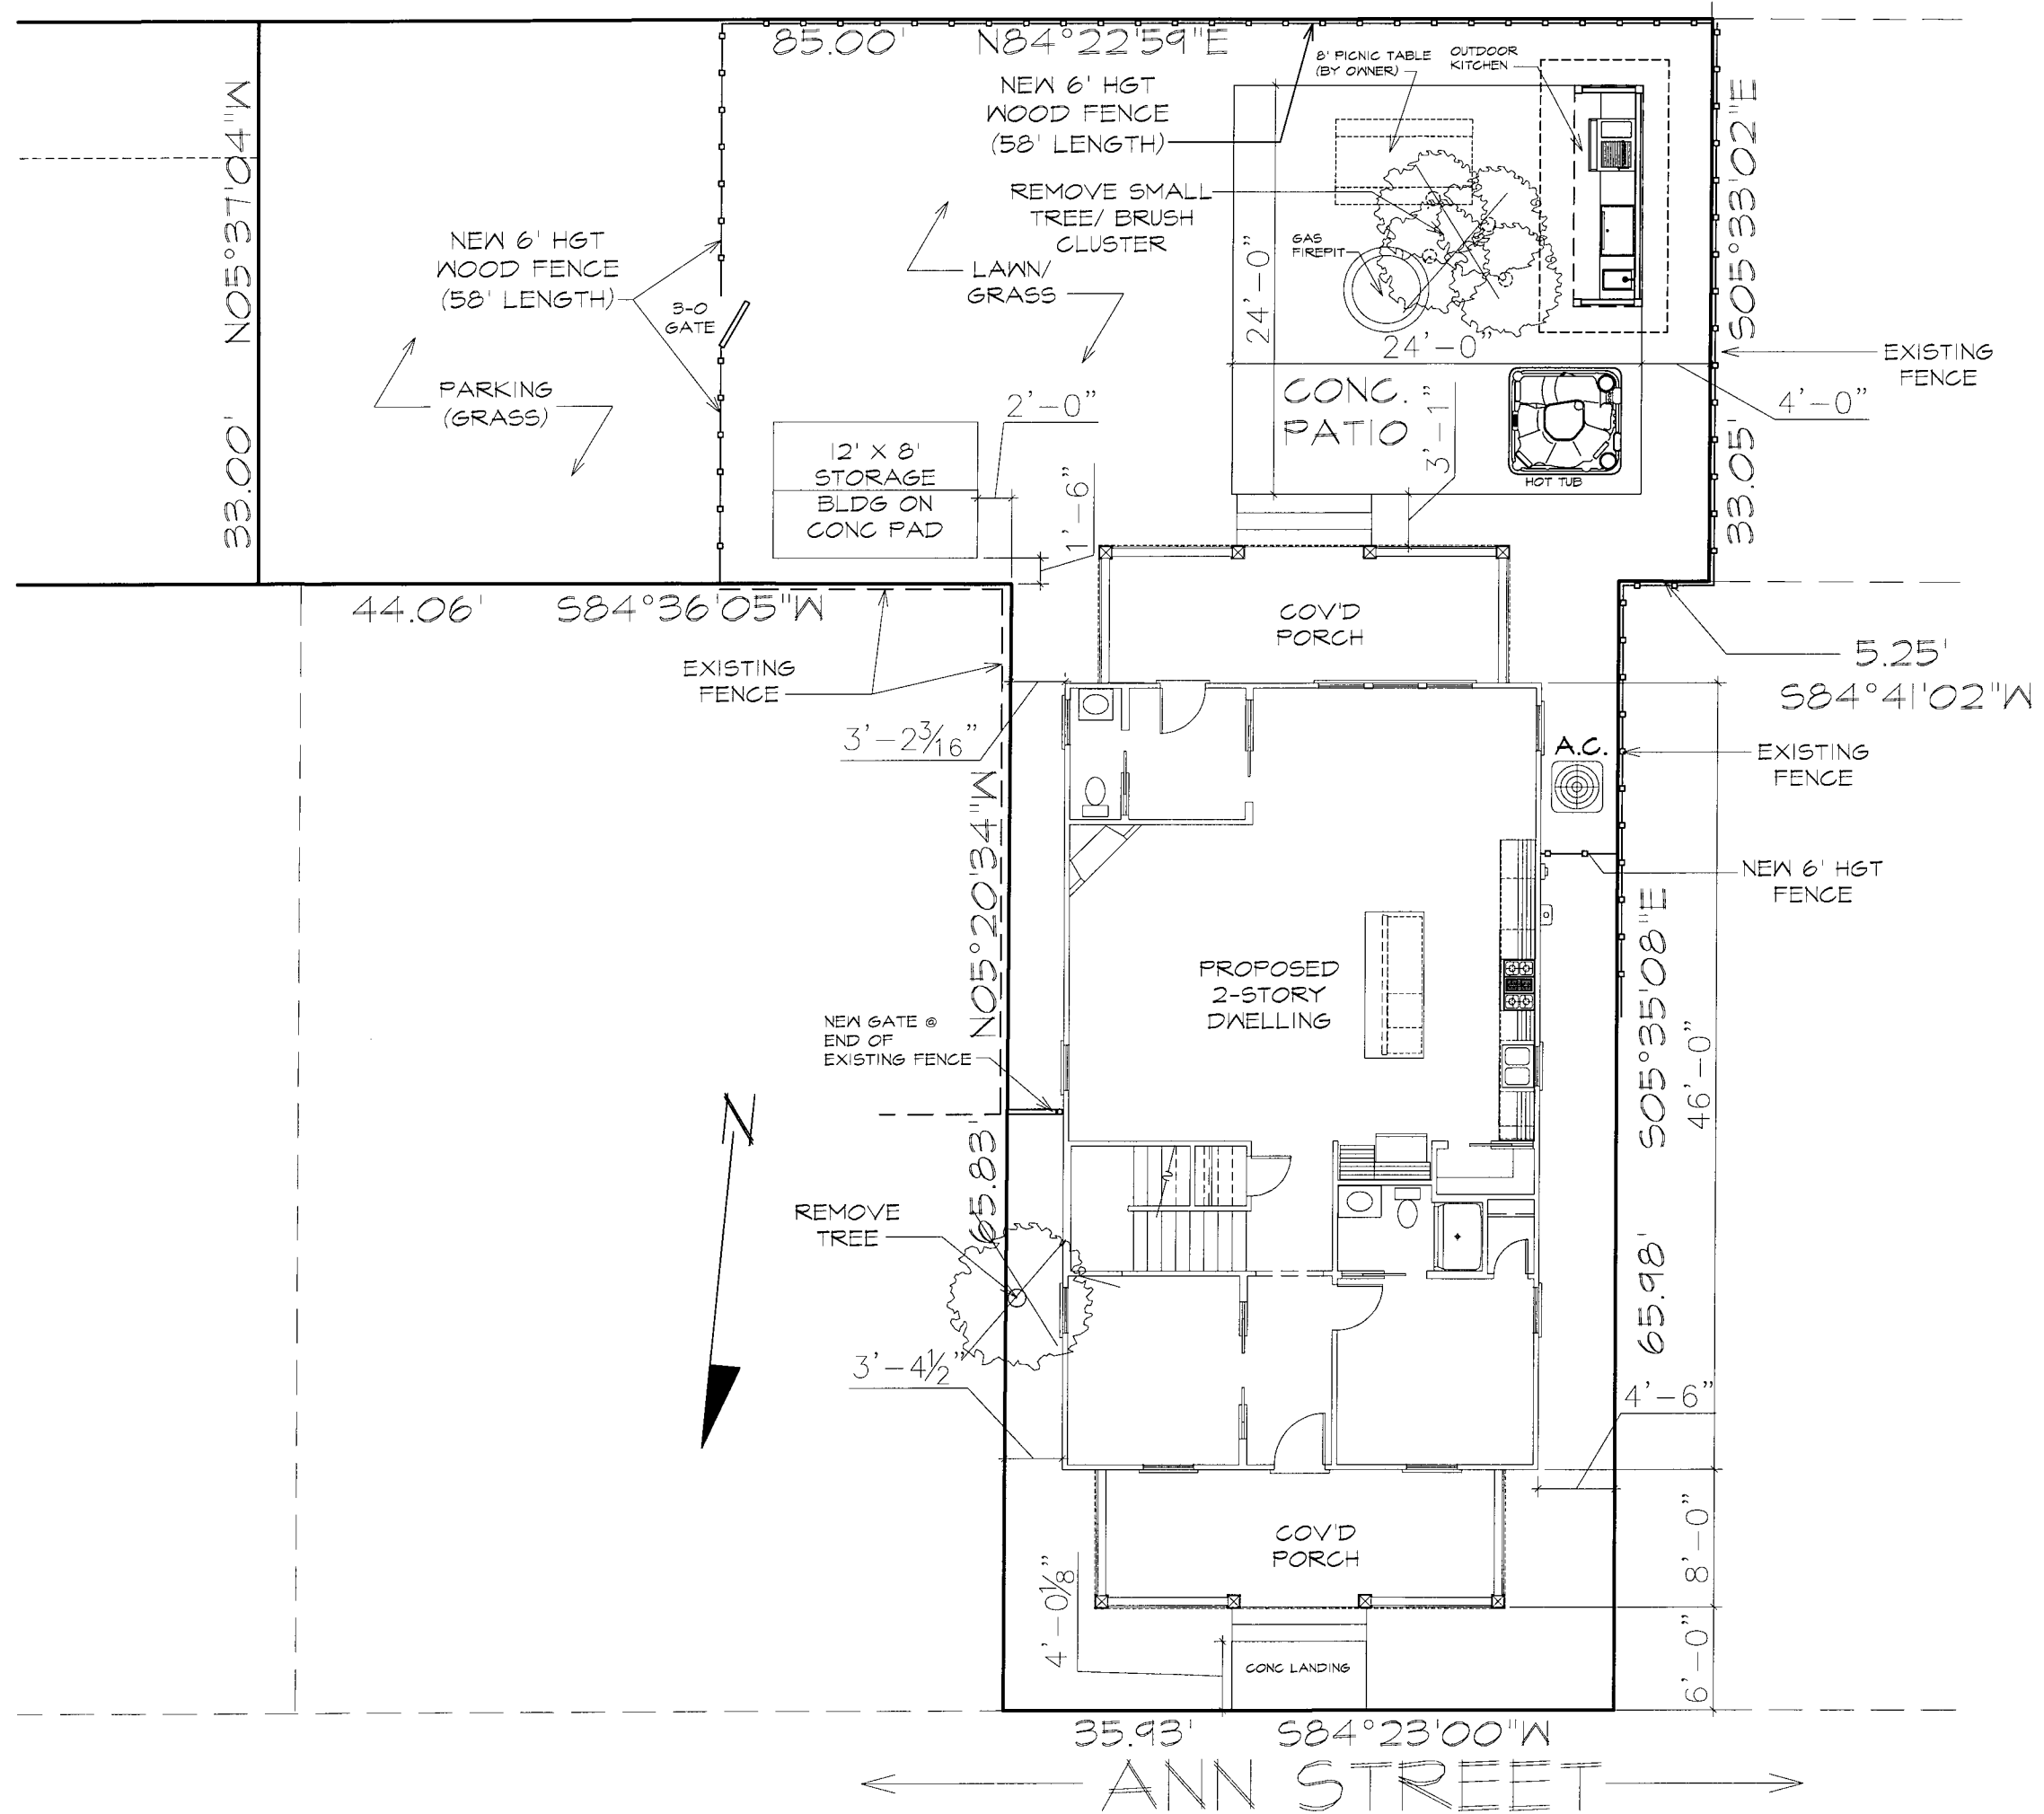 85.00' N84°22'59"E
NEW 6' HGT
WOOD FENCE
(58' LENGTH)
8' PICNIC TABLE
(BY OWNER)
OUTDOOR
KITCHEN
N05°37'04"W
33.00'
S05°33'02"E
33.05'
REMOVE SMALL
TREE/ BRUSH
CLUSTER
GAS
FIREPIT
NEW 6' HGT
WOOD FENCE
(58' LENGTH)
3-0
GATE
LAWN/
GRASS
24'-0"
24'-0"
EXISTING
FENCE
PARKING
(GRASS)
2'-0"
CONC.
PATIO
3'-1"
4'-0"
12' X 8'
STORAGE
BLDG ON
CONC PAD
1'-6"
HOT TUB
44.06' S84°36'05"W
COV'D
PORCH
5.25'
S84°41'02"W
EXISTING
FENCE
3'-2 3/16"
A.C.
EXISTING
FENCE
N05°20'34"W
65.83'
NEW 6' HGT
FENCE
S05°35'08"E
65.98'
46'-0"
PROPOSED
2-STORY
DWELLING
NEW GATE @
END OF
EXISTING FENCE
N
REMOVE
TREE
3'-4 1/2"
4'-6"
COV'D
PORCH
8'-0"
4'-0 1/8"
6'-0"
CONC LANDING
35.93' S84°23'00"W
ANN STREET